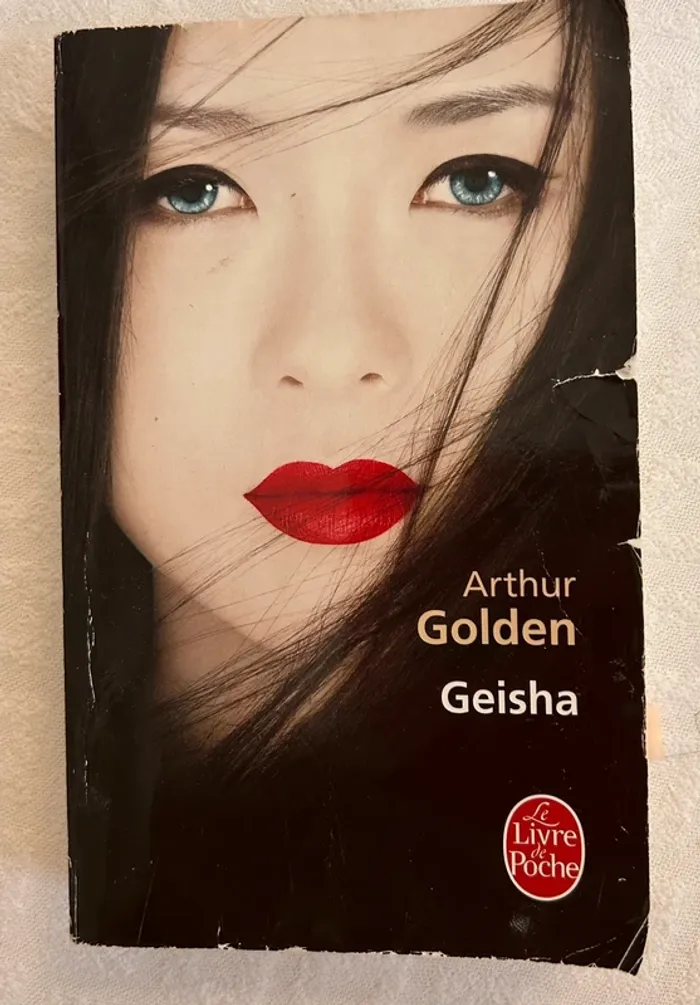 Arthur
Golden
Geisha
Le
Livre
de
Poche